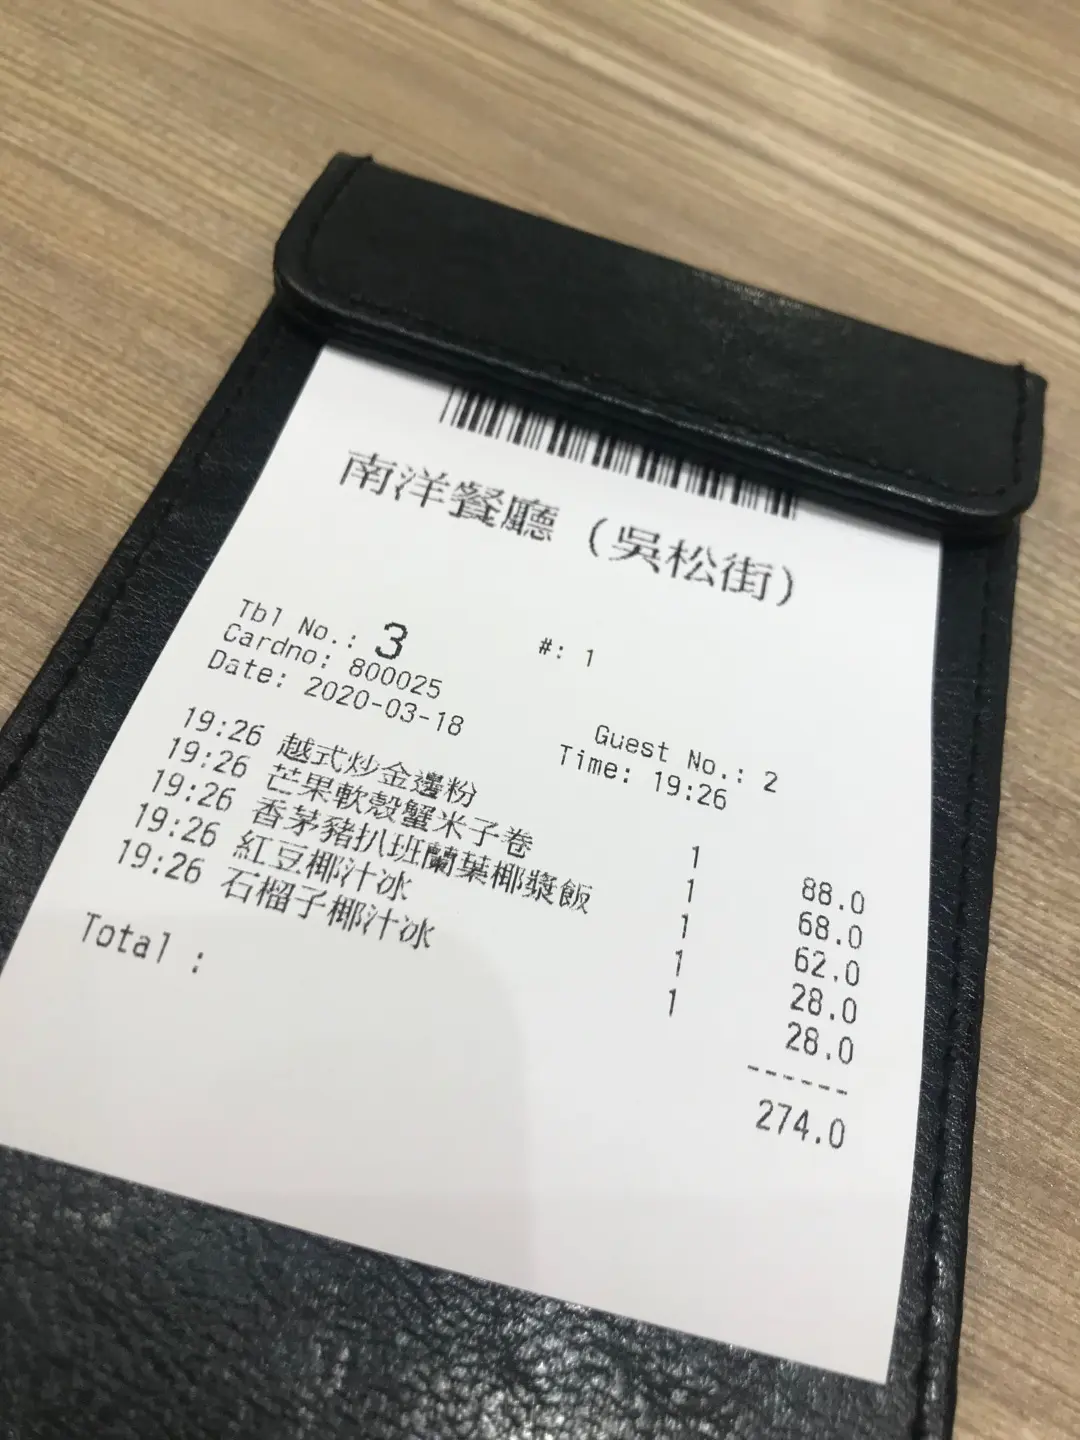 南洋餐廳 (吳松街)
Tbl No.: 3 #: 1
Cardno: 800025
Date: 2020-03-18 Guest No.: 2
Time: 19:26
19:26 越式炒金邊粉 1 88.0
19:26 芒果軟殼蟹米子卷 1 68.0
19:26 香茅豬扒班蘭葉椰漿飯 1 62.0
19:26 紅豆椰汁冰 1 28.0
19:26 石榴子椰汁冰 1 28.0
------
Total : 274.0